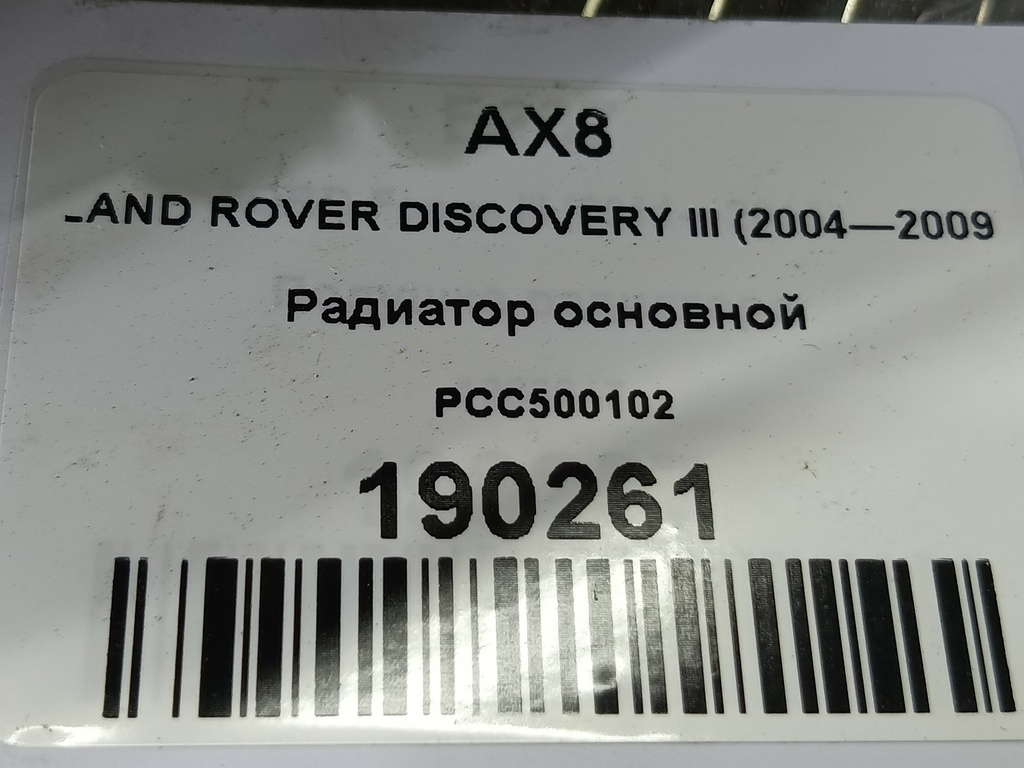 AX8
LAND ROVER DISCOVERY III (2004—2009
Радиатор основной
PCC500102
190261